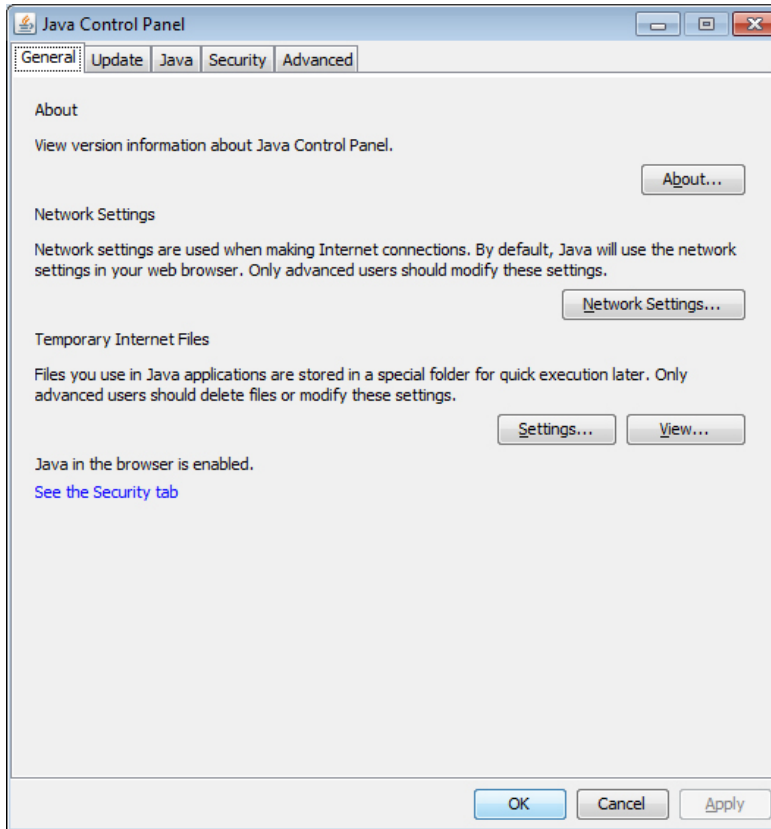 Java Control Panel
General Update Java Security Advanced
About
View version information about Java Control Panel.
About...
Network Settings
Network settings are used when making Internet connections. By default, Java will use the network
settings in your web browser. Only advanced users should modify these settings.
Network Settings...
Temporary Internet Files
Files you use in Java applications are stored in a special folder for quick execution later. Only
advanced users should delete files or modify these settings.
Settings... View...
Java in the browser is enabled.
See the Security tab
OK Cancel Apply